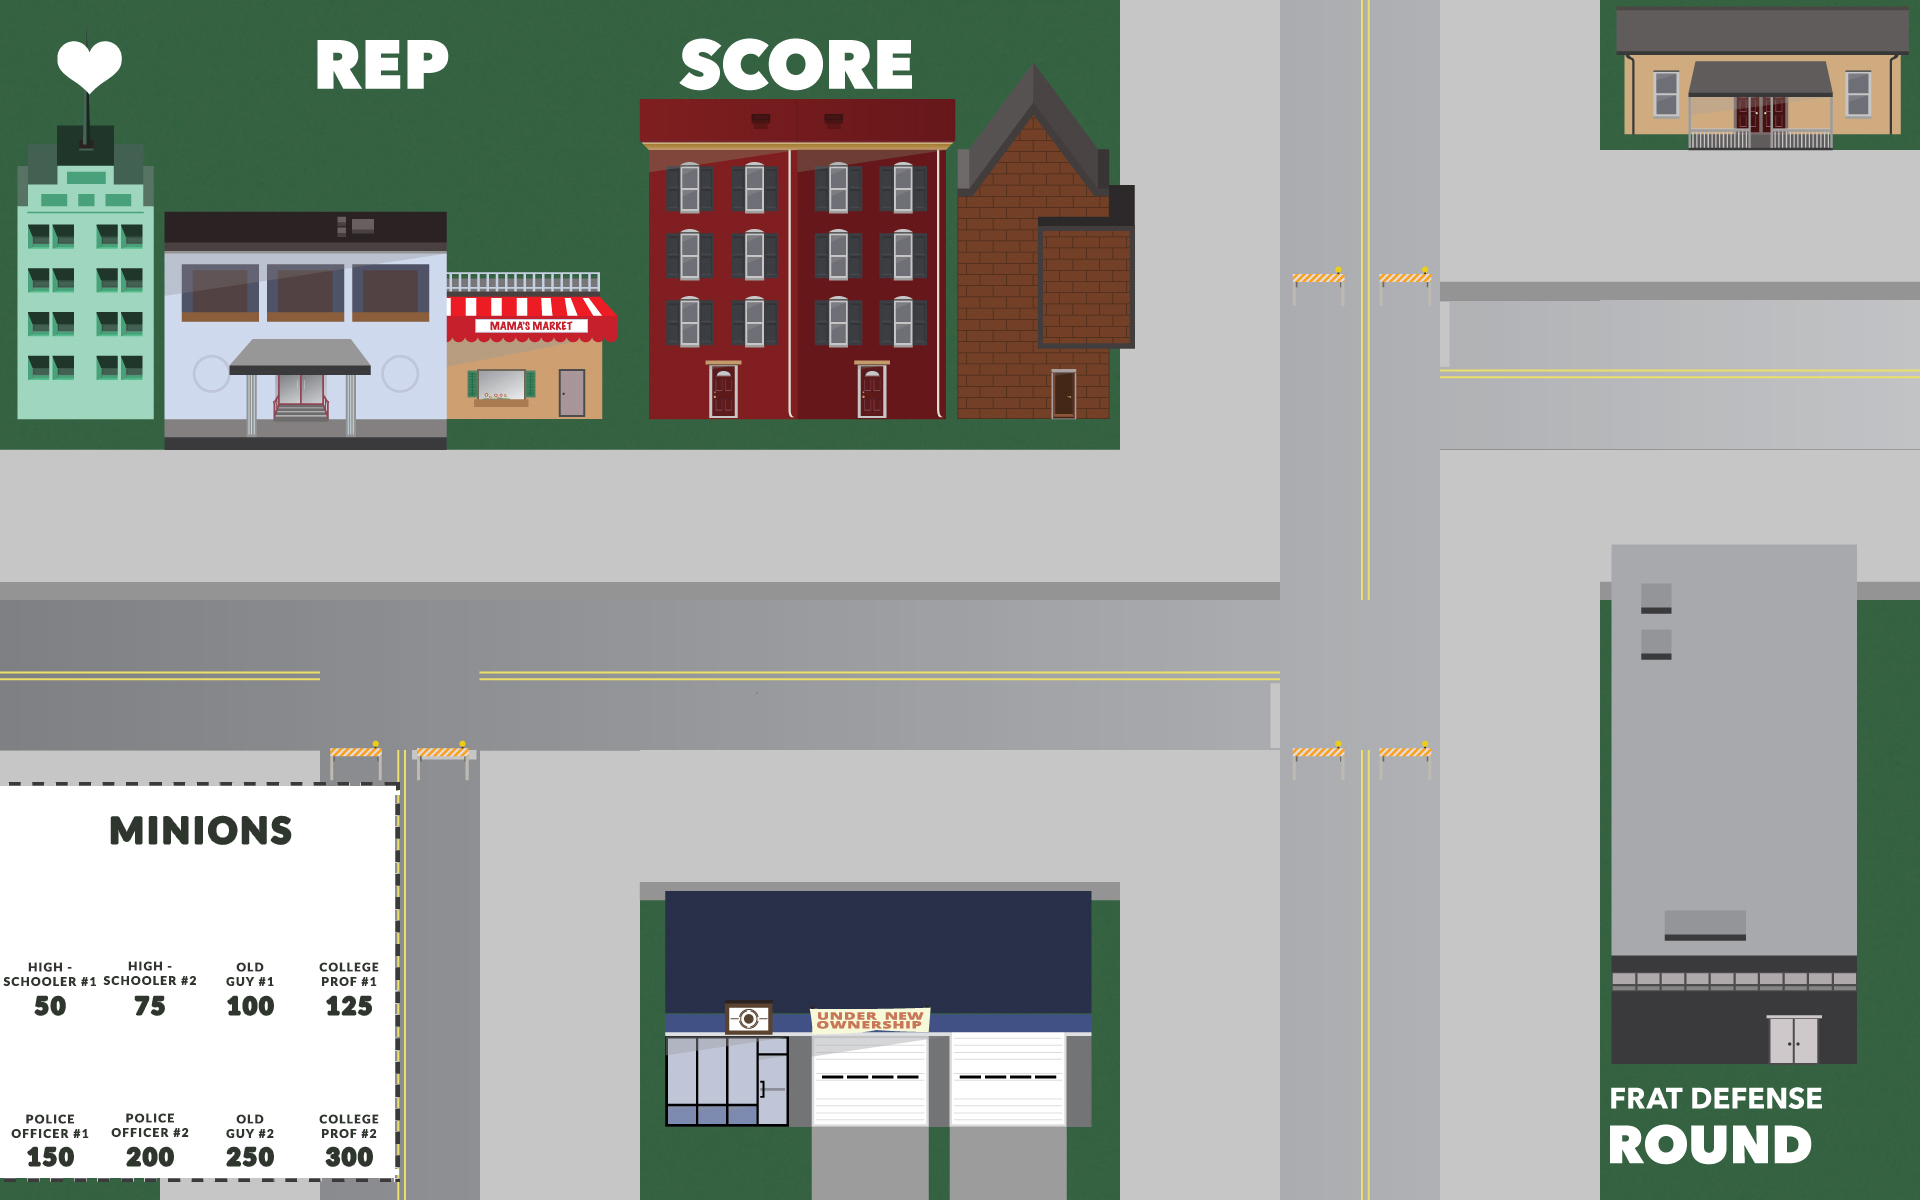 REP
SCORE
MAMA'S MARKET
MINIONS
HIGH -
SCHOOLER #1
50
HIGH -
SCHOOLER #2
75
OLD
GUY #1
100
COLLEGE
PROF #1
125
POLICE
OFFICER #1
150
POLICE
OFFICER #2
200
OLD
GUY #2
250
COLLEGE
PROF #2
300
UNDER NEW
OWNERSHIP
FRAT DEFENSE
ROUND